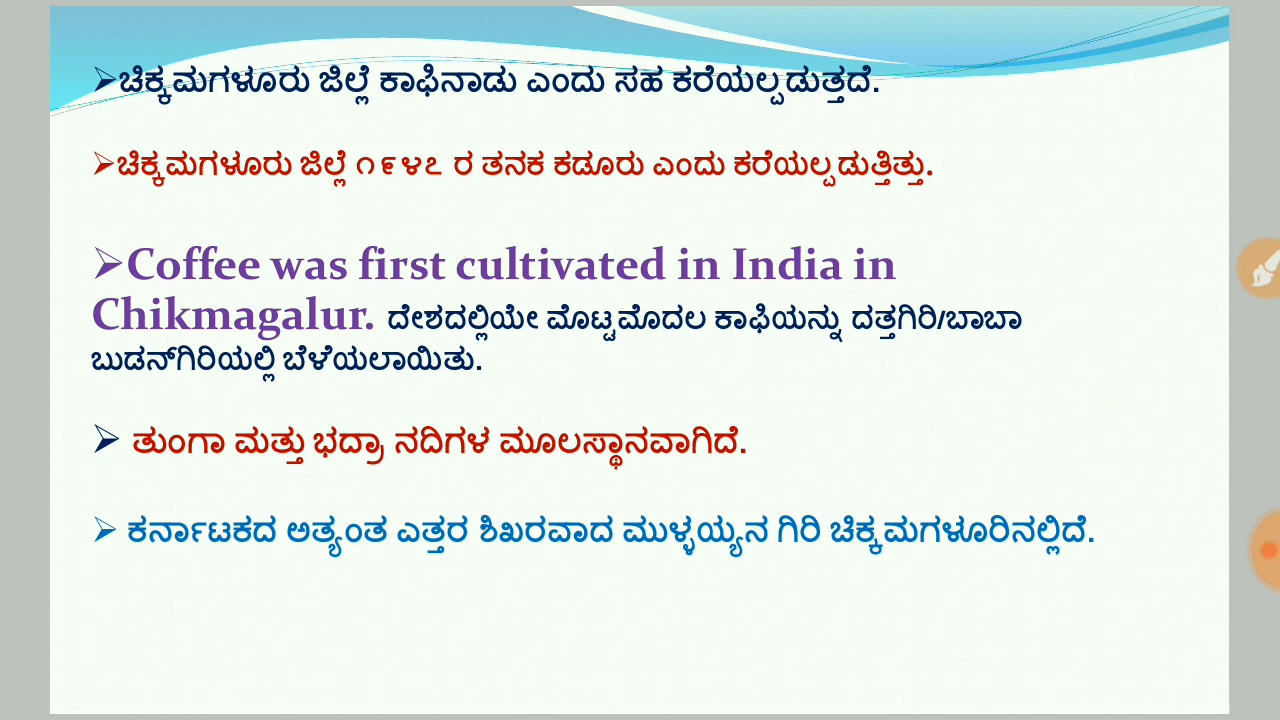 ➢ಚಿಕ್ಕಮಗಳೂರು ಜಿಲ್ಲೆ ಕಾಫಿನಾಡು ಎಂದು ಸಹ ಕರೆಯಲ್ಪಡುತ್ತದೆ.
➢ಚಿಕ್ಕಮಗಳೂರು ಜಿಲ್ಲೆ ೧೯೪೭ ರ ತನಕ ಕಡೂರು ಎಂದು ಕರೆಯಲ್ಪಡುತ್ತಿತ್ತು.
➢Coffee was first cultivated in India in
Chikmagalur. ದೇಶದಲ್ಲಿಯೇ ಮೊಟ್ಟಮೊದಲ ಕಾಫಿಯನ್ನು ದತ್ತಗಿರಿ/ಬಾಬಾ
ಬುಡನ್‌ಗಿರಿಯಲ್ಲಿ ಬೆಳೆಯಲಾಯಿತು.
➢ ತುಂಗಾ ಮತ್ತು ಭದ್ರಾ ನದಿಗಳ ಮೂಲಸ್ಥಾನವಾಗಿದೆ.
➢ ಕರ್ನಾಟಕದ ಅತ್ಯಂತ ಎತ್ತರ ಶಿಖರವಾದ ಮುಳ್ಳಯ್ಯನ ಗಿರಿ ಚಿಕ್ಕಮಗಳೂರಿನಲ್ಲಿದೆ.